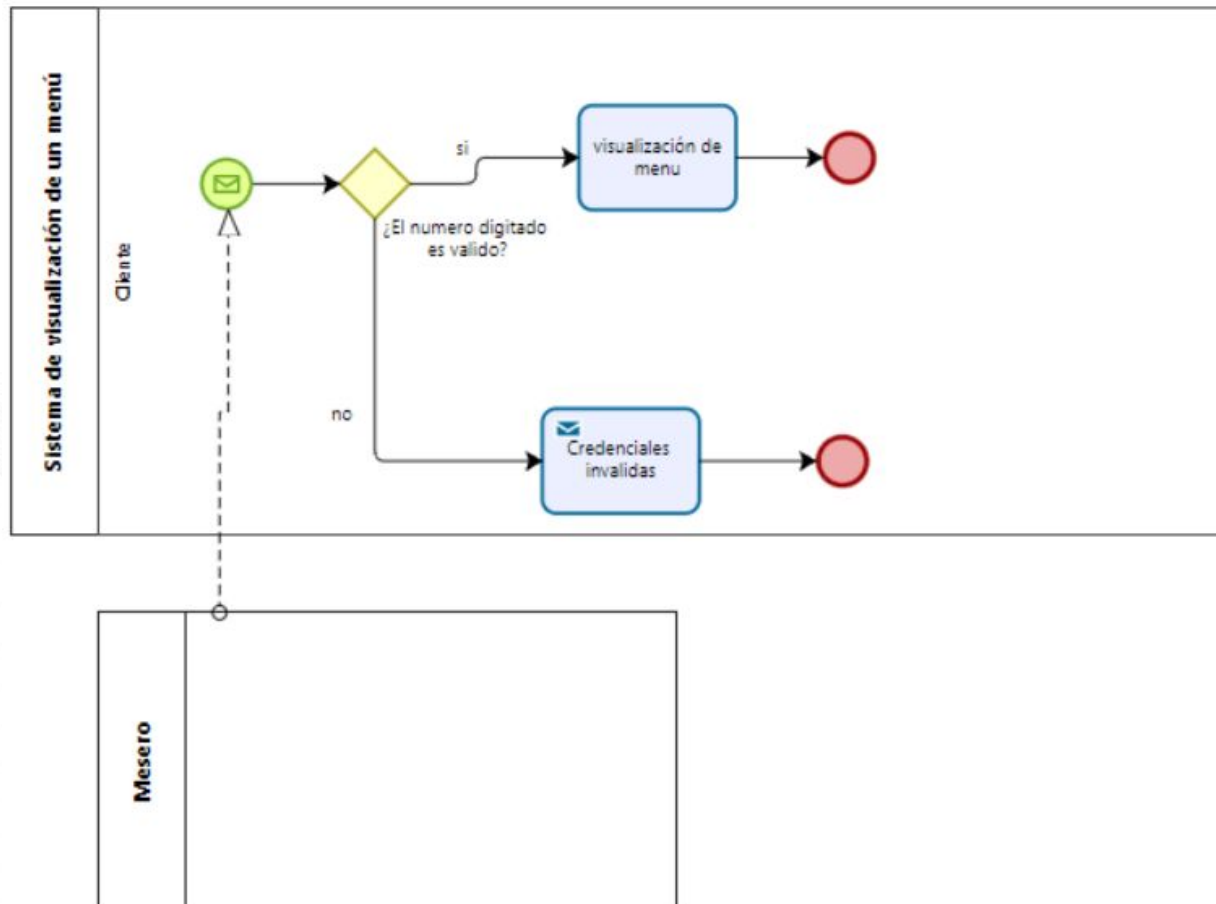 Sistema de visualización de un menú
Cliente
si
visualización de
menu
¿El numero digitado
es valido?
no
Credenciales
invalidas
Mesero